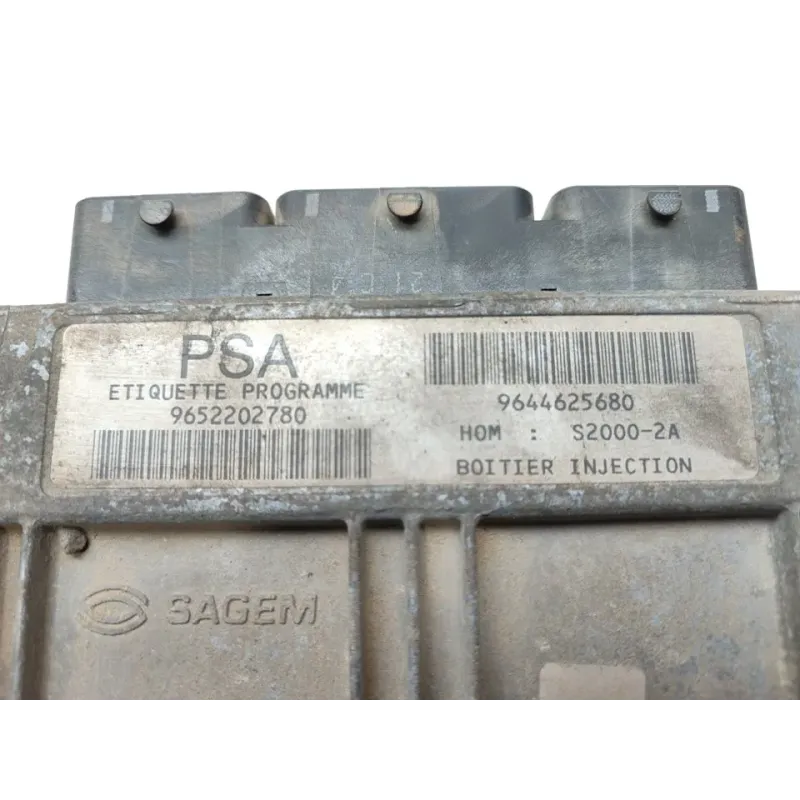 PSA
ETIQUETTE PROGRAMME
9652202780
9644625680
HOM : S2000-2A
BOITIER INJECTION
SAGEM